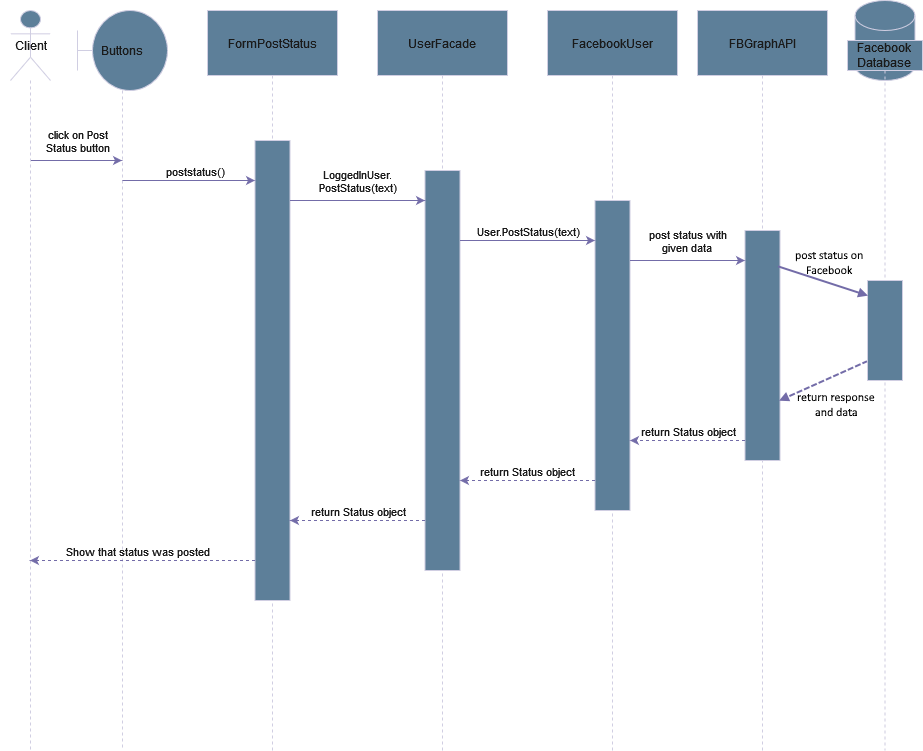 Client
Buttons
FormPostStatus
UserFacade
FacebookUser
FBGraphAPI
Facebook
Database
click on Post
Status button
poststatus()
LoggedInUser.
PostStatus(text)
User.PostStatus(text)
post status with
given data
post status on
Facebook
return response
and data
return Status object
return Status object
return Status object
Show that status was posted